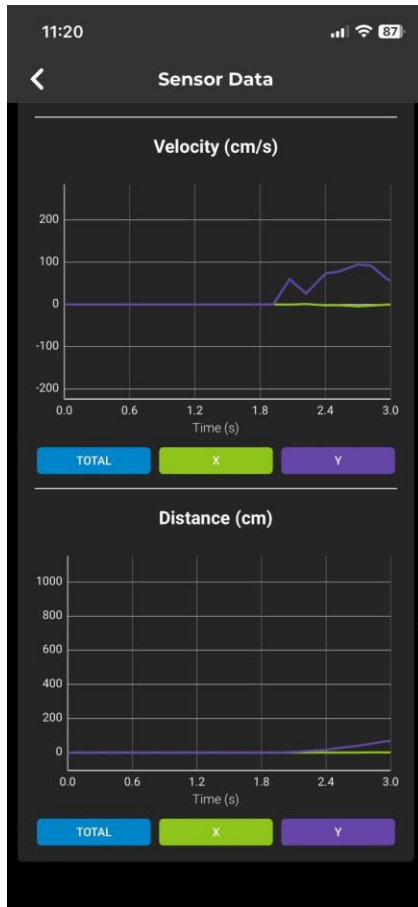 11:20
87
Sensor Data
Velocity (cm/s)
200
100
0
-100
-200
0.0 0.6 1.2 1.8 2.4 3.0
Time (s)
TOTAL X Y
Distance (cm)
1000
800
600
400
200
0
0.0 0.6 1.2 1.8 2.4 3.0
Time (s)
TOTAL X Y